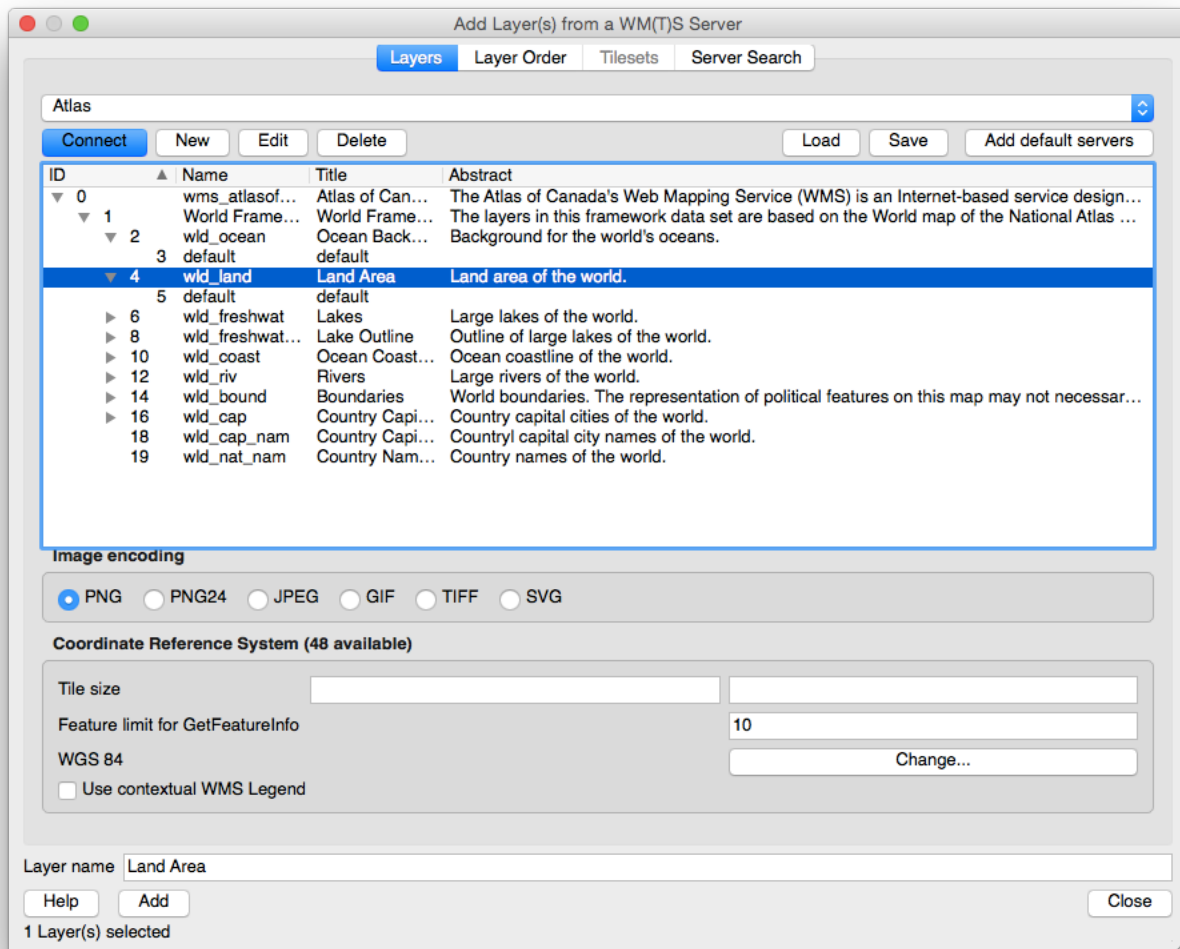 Add Layer(s) from a WM(T)S Server
Layers Layer Order Tilesets Server Search
Atlas
Connect New Edit Delete Load Save Add default servers
ID Name Title Abstract
0 wms_atlasof... Atlas of Can... The Atlas of Canada's Web Mapping Service (WMS) is an Internet-based service design...
1 World Frame... World Frame... The layers in this framework data set are based on the World map of the National Atlas ...
2 wld_ocean Ocean Back... Background for the world's oceans.
3 default default
4 wld_land Land Area Land area of the world.
5 default default
6 wld_freshwat Lakes Large lakes of the world.
8 wld_freshwat... Lake Outline Outline of large lakes of the world.
10 wld_coast Ocean Coast... Ocean coastline of the world.
12 wld_riv Rivers Large rivers of the world.
14 wld_bound Boundaries World boundaries. The representation of political features on this map may not necessar...
16 wld_cap Country Capi... Country capital cities of the world.
18 wld_cap_nam Country Capi... Countryl capital city names of the world.
19 wld_nat_nam Country Nam... Country names of the world.
Image encoding
PNG PNG24 JPEG GIF TIFF SVG
Coordinate Reference System (48 available)
Tile size
Feature limit for GetFeatureInfo 10
WGS 84 Change...
Use contextual WMS Legend
Layer name Land Area
Help Add Close
1 Layer(s) selected